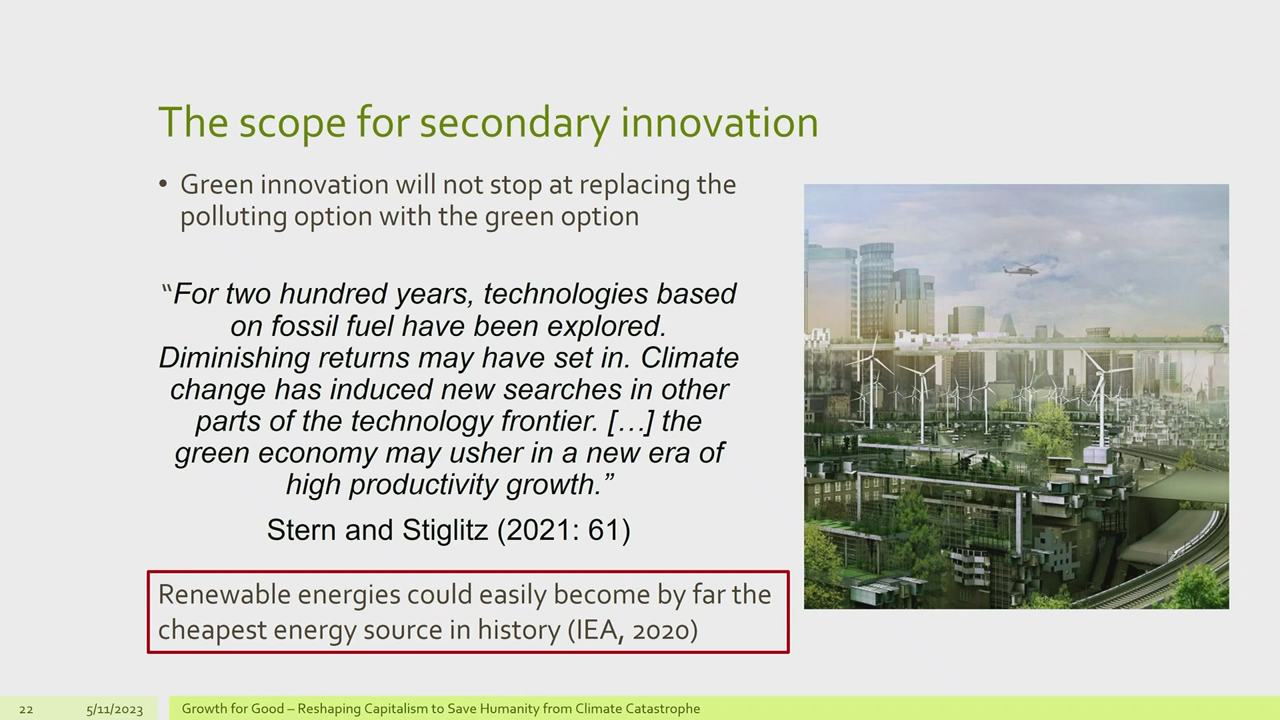 The scope for secondary innovation
• Green innovation will not stop at replacing the
polluting option with the green option
“For two hundred years, technologies based
on fossil fuel have been explored.
Diminishing returns may have set in. Climate
change has induced new searches in other
parts of the technology frontier. […] the
green economy may usher in a new era of
high productivity growth.”
Stern and Stiglitz (2021: 61)
Renewable energies could easily become by far the
cheapest energy source in history (IEA, 2020)
22 5/11/2023 Growth for Good – Reshaping Capitalism to Save Humanity from Climate Catastrophe